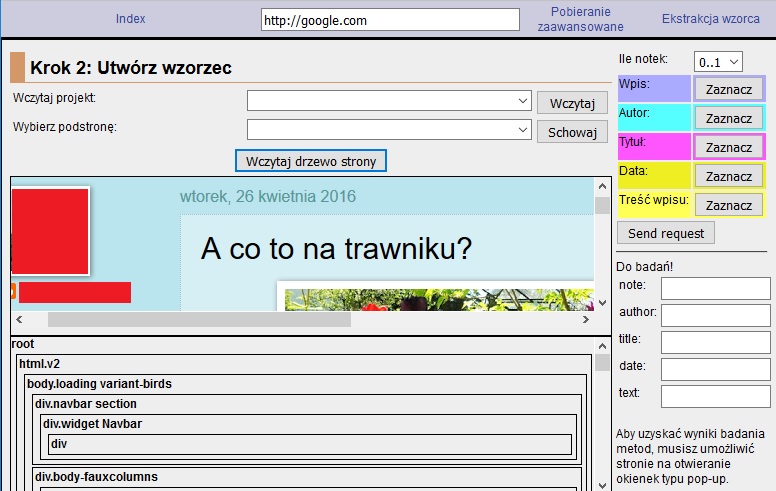 Index
http://google.com
Pobieranie
zaawansowane
Ekstrakcja wzorca
Krok 2: Utwórz wzorzec
Wczytaj projekt:
Wczytaj
Wybierz podstronę:
Schowaj
Wczytaj drzewo strony
wtorek, 26 kwietnia 2016
A co to na trawniku?
root
html.v2
body.loading variant-birds
div.navbar section
div.widget Navbar
div
div.body-fauxcolumns
Ile notek:
0..1
Wpis:
Zaznacz
Autor:
Zaznacz
Tytuł:
Zaznacz
Data:
Zaznacz
Treść wpisu:
Zaznacz
Send request
Do badań!
note:
author:
title:
date:
text:
Aby uzyskać wyniki badania
metod, musisz umożliwić
stronie na otwieranie
okienek typu pop-up.